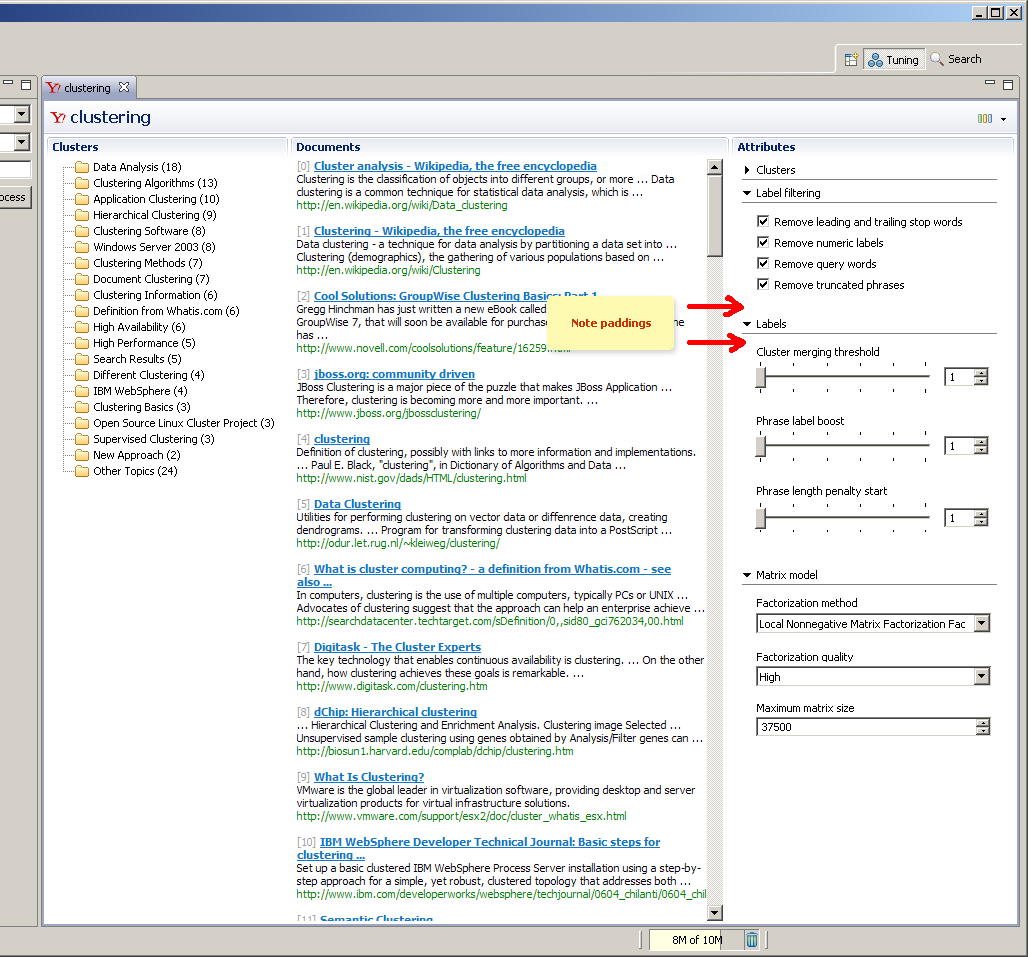 Tuning
Search
clustering
ocess
Y! clustering
Clusters
Data Analysis (18)
Clustering Algorithms (13)
Application Clustering (10)
Hierarchical Clustering (9)
Clustering Software (8)
Windows Server 2003 (8)
Clustering Methods (7)
Document Clustering (7)
Clustering Information (6)
Definition from Whatis.com (6)
High Availability (6)
High Performance (5)
Search Results (5)
Different Clustering (4)
IBM WebSphere (4)
Clustering Basics (3)
Open Source Linux Cluster Project (3)
Supervised Clustering (3)
New Approach (2)
Other Topics (24)
Documents
[0] Cluster analysis - Wikipedia, the free encyclopedia
Clustering is the classification of objects into different groups, or more ... Data
clustering is a common technique for statistical data analysis, which is ...
http://en.wikipedia.org/wiki/Data_clustering
[1] Clustering - Wikipedia, the free encyclopedia
Data clustering - a technique for data analysis by partitioning a data set into ...
Clustering (demographics), the gathering of various populations based on ...
http://en.wikipedia.org/wiki/Clustering
[2] Cool Solutions: GroupWise Clustering Basics: Part 1
Gregg Hinchman has just written a new eBook called
GroupWise 7, that will soon be available for purchase
has ...
http://www.novell.com/coolsolutions/feature/16259.html
Note paddings
[3] jboss.org: community driven
JBoss Clustering is a major piece of the puzzle that makes JBoss Application ...
Therefore, clustering is becoming more and more important. ...
http://www.jboss.org/jbossclustering/
[4] clustering
Definition of clustering, possibly with links to more information and implementations.
... Paul E. Black, "clustering", in Dictionary of Algorithms and Data ...
http://www.nist.gov/dads/HTML/clustering.html
[5] Data Clustering
Utilities for performing clustering on vector data or differrence data, creating
dendrograms. ... Program for transforming clustering data into a PostScript ...
http://odur.let.rug.nl/~kleiweg/clustering/
[6] What is cluster computing? - a definition from Whatis.com - see
also ...
In computers, clustering is the use of multiple computers, typically PCs or UNIX ...
Advocates of clustering suggest that the approach can help an enterprise achieve ...
http://searchdatacenter.techtarget.com/sDefinition/0,,sid80_gci762034,00.html
[7] Digitask - The Cluster Experts
The key technology that enables continuous availability is clustering. ... On the other
hand, how clustering achieves these goals is remarkable. ...
http://www.digitask.com/clustering.htm
[8] dChip: Hierarchical clustering
... Hierarchical Clustering and Enrichment Analysis. Clustering image Selected ...
Unsupervised sample clustering using genes obtained by Analysis/Filter genes can ...
http://biosun1.harvard.edu/complab/dchip/clustering.htm
[9] What Is Clustering?
VMware is the global leader in virtualization software, providing desktop and server
virtualization products for virtual infrastructure solutions.
http://www.vmware.com/support/esx2/doc/cluster_whatis_esx.html
[10] IBM WebSphere Developer Technical Journal: Basic steps for
clustering ...
Set up a basic clustered IBM WebSphere Process Server installation using a step-by-
step approach for a simple, yet robust, clustered topology that addresses both ...
http://www.ibm.com/developerworks/websphere/techjournal/0604_chilanti/0604_chil
[11] Semantic Clustering
Attributes
Clusters
Label filtering
Remove leading and trailing stop words
Remove numeric labels
Remove query words
Remove truncated phrases
Labels
Cluster merging threshold
1
Phrase label boost
1
Phrase length penalty start
1
Matrix model
Factorization method
Local Nonnegative Matrix Factorization Fac
Factorization quality
High
Maximum matrix size
37500
8M of 10M